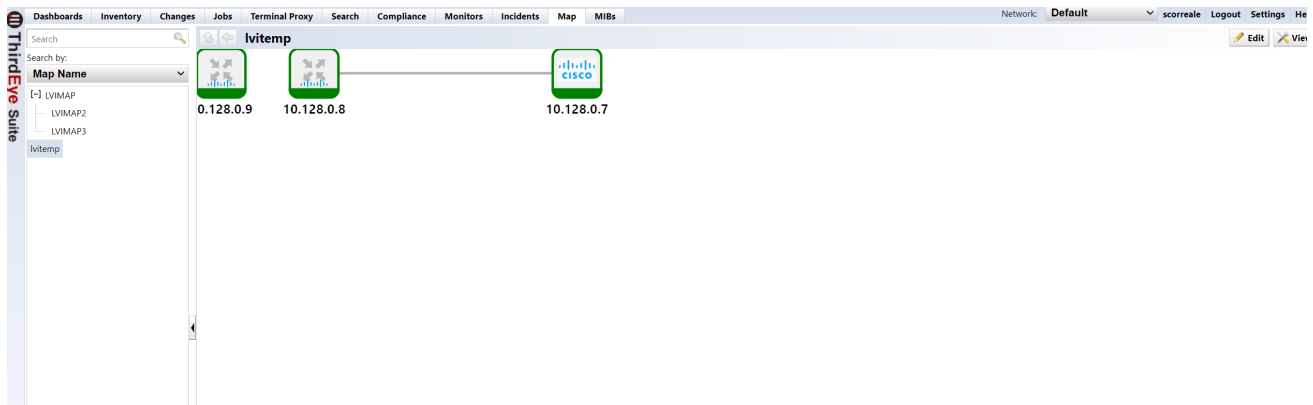 Dashboards Inventory Changes Jobs Terminal Proxy Search Compliance Monitors Incidents Map MIBs
Network: Default scorreale Logout Settings He
ThirdEye Suite
Search
lvitemp
Edit View
Search by:
Map Name
[-] LVIMAP
LVIMAP2
LVIMAP3
lvitemp
CISCO
0.128.0.9 10.128.0.8 10.128.0.7